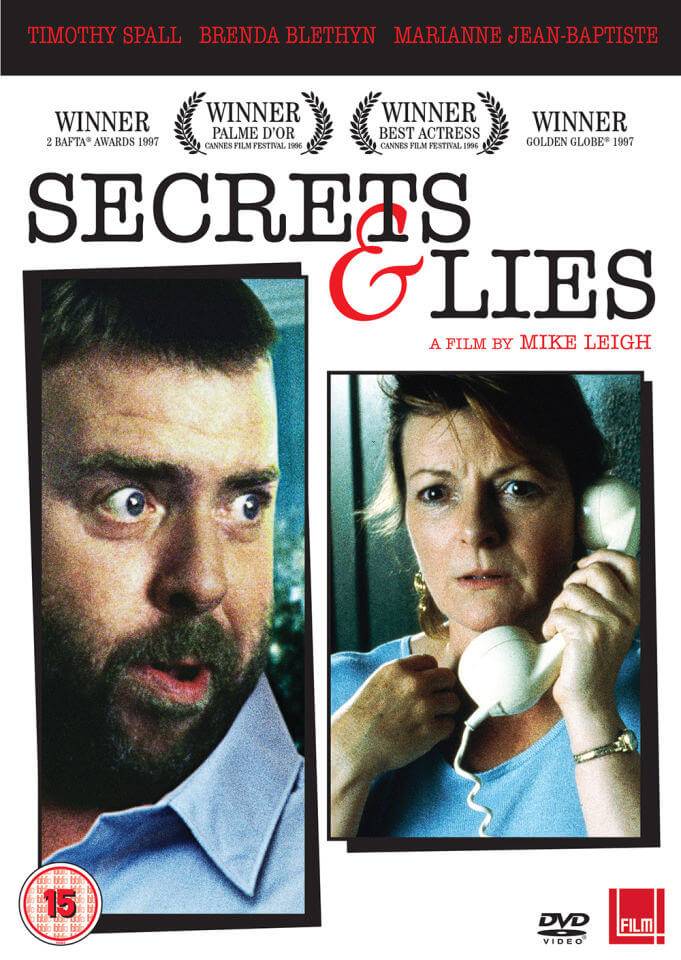 TIMOTHY SPALL BRENDA BLETHYN MARIANNE JEAN-BAPTISTE
WINNER
2 BAFTA® AWARDS 1997
WINNER
PALME D'OR
CANNES FILM FESTIVAL 1996
WINNER
BEST ACTRESS
CANNES FILM FESTIVAL 1996
WINNER
GOLDEN GLOBE® 1997
SECRETS
& LIES
A FILM BY MIKE LEIGH
15
DVD
VIDEO
FILM